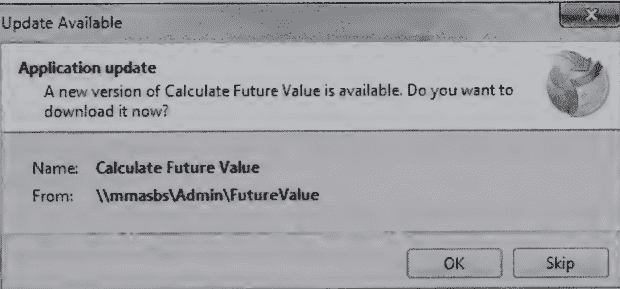 Update Available
Application update
A new version of Calculate Future Value is available. Do you want to
download it now?
Name: Calculate Future Value
From: \\mmasbs\Admin\FutureValue
OK Skip